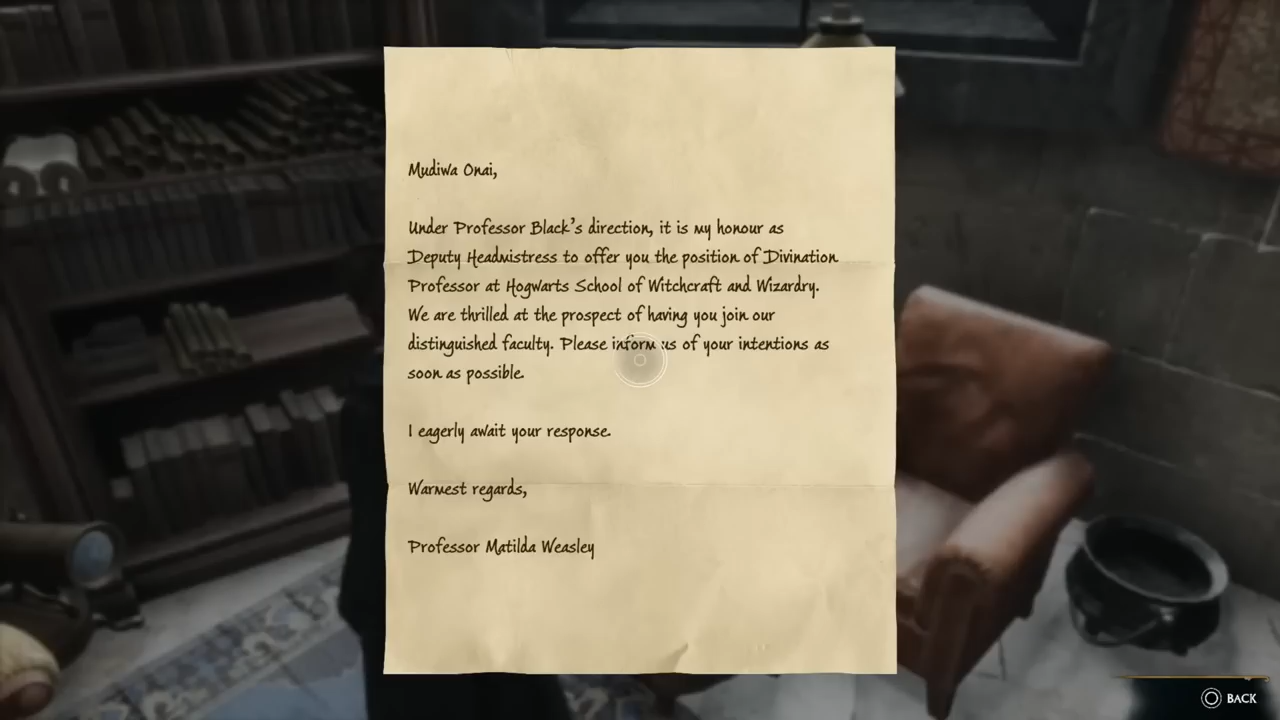 Mudiwa Onai,
Under Professor Black's direction, it is my honour as
Deputy Headmistress to offer you the position of Divination
Professor at Hogwarts School of Witchcraft and Wizardry.
We are thrilled at the prospect of having you join our
distinguished faculty. Please inform us of your intentions as
soon as possible.
I eagerly await your response.
Warmest regards,
Professor Matilda Weasley
BACK